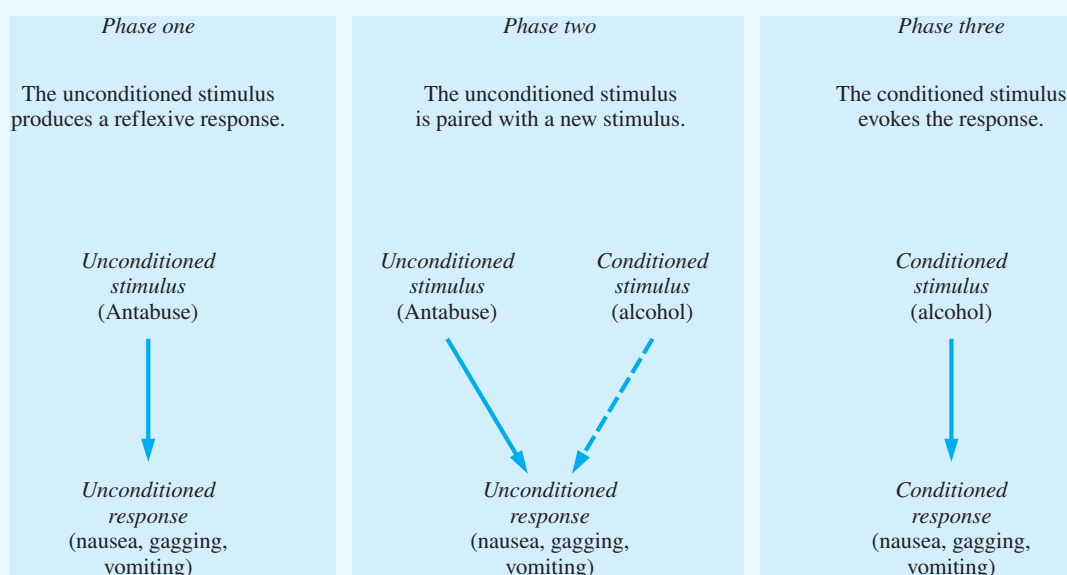 Phase one
The unconditioned stimulus
produces a reflexive response.
Unconditioned
stimulus
(Antabuse)
Unconditioned
response
(nausea, gagging,
vomiting)
Phase two
The unconditioned stimulus
is paired with a new stimulus.
Unconditioned
stimulus
(Antabuse)
Conditioned
stimulus
(alcohol)
Unconditioned
response
(nausea, gagging,
vomiting)
Phase three
The conditioned stimulus
evokes the response.
Conditioned
stimulus
(alcohol)
Conditioned
response
(nausea, gagging,
vomiting)